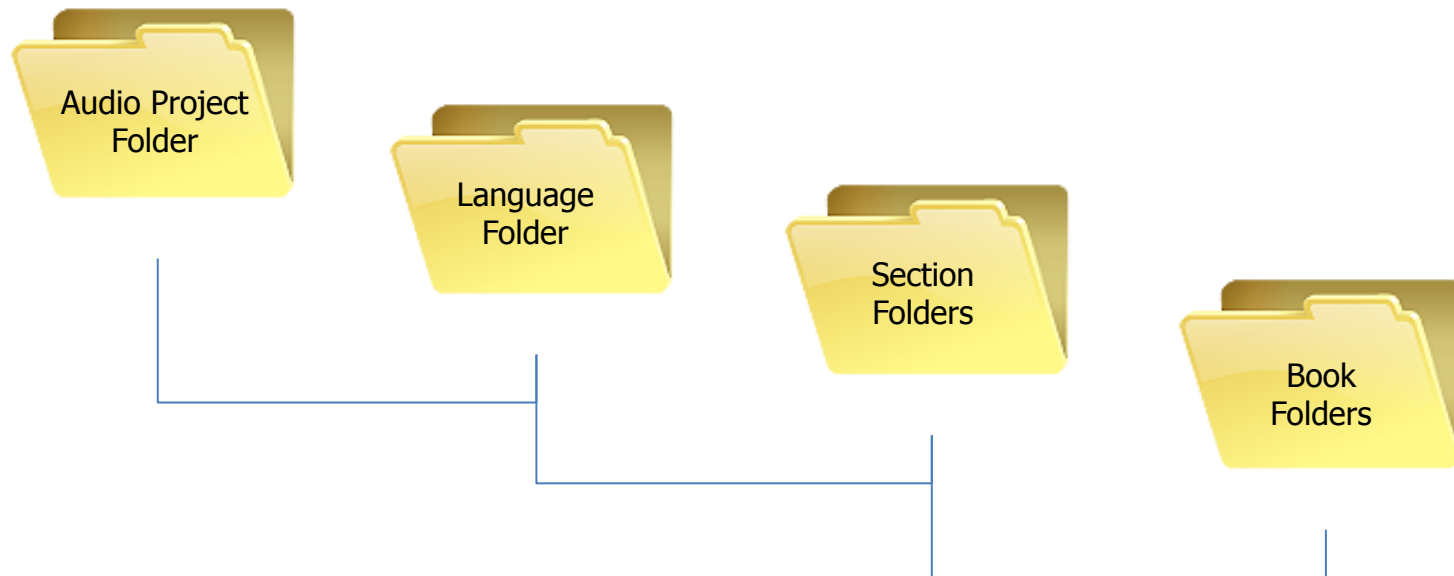 Audio Project
Folder
Language
Folder
Section
Folders
Book
Folders